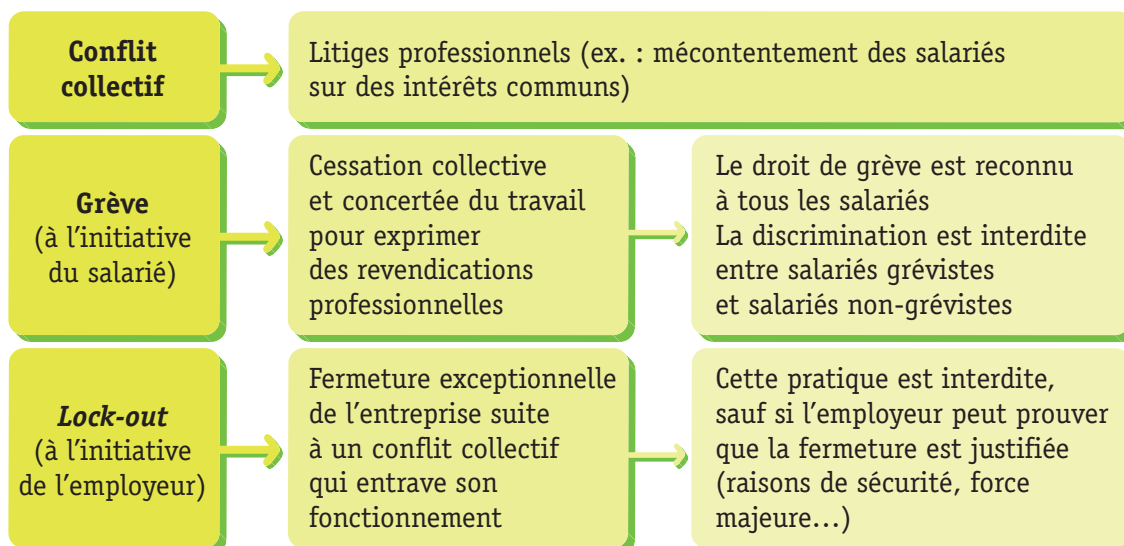 Conflit
collectif
Litiges professionnels (ex. : mécontentement des salariés
sur des intérêts communs)
Grève
(à l'initiative
du salarié)
Cessation collective
et concertée du travail
pour exprimer
des revendications
professionnelles
Le droit de grève est reconnu
à tous les salariés
La discrimination est interdite
entre salariés grévistes
et salariés non-grévistes
Lock-out
(à l'initiative
de l'employeur)
Fermeture exceptionnelle
de l'entreprise suite
à un conflit collectif
qui entrave son
fonctionnement
Cette pratique est interdite,
sauf si l'employeur peut prouver
que la fermeture est justifiée
(raisons de sécurité, force
majeure…)